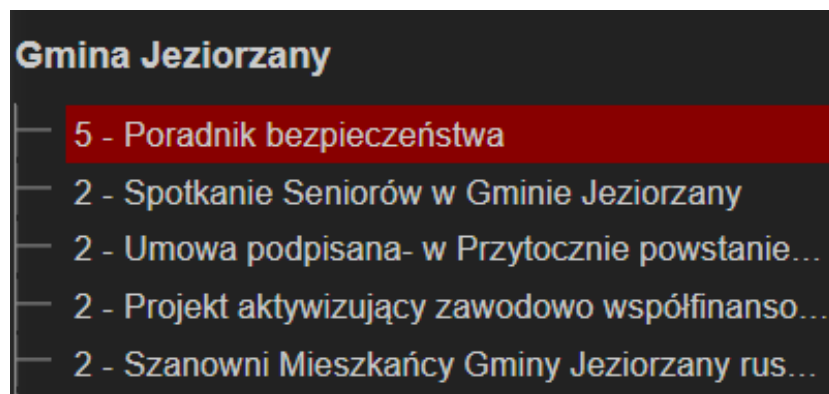 Gmina Jeziorzany
5 - Poradnik bezpieczeństwa
2 - Spotkanie Seniorów w Gminie Jeziorzany
2 - Umowa podpisana- w Przytocznie powstanie...
2 - Projekt aktywizujący zawodowo współfinanso...
2 - Szanowni Mieszkańcy Gminy Jeziorzany rus...